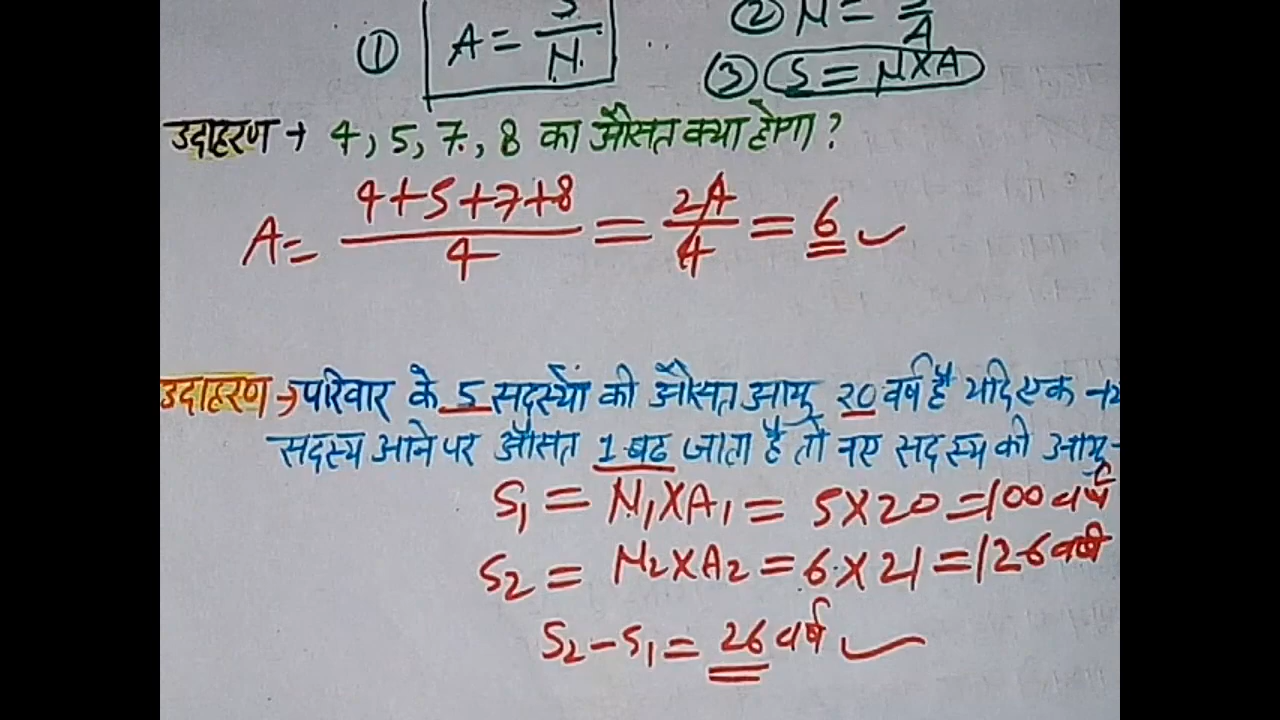 ① A = S/N ② N = S/A
③ S = N×A
उदाहरण → 4, 5, 7, 8 का औसत क्या होगा ?
A = (4+5+7+8)/4 = 24/4 = 6 ✓
उदाहरण → परिवार के 5 सदस्यों की औसत आयु 20 वर्ष है यदि एक
सदस्य आने पर औसत 1 बढ जाता है तो नए सदस्य की आयु
S₁ = N₁×A₁ = 5×20 = 100 वर्ष
S₂ = N₂×A₂ = 6×21 = 126 वर्ष
S₂ – S₁ = 26 वर्ष ✓